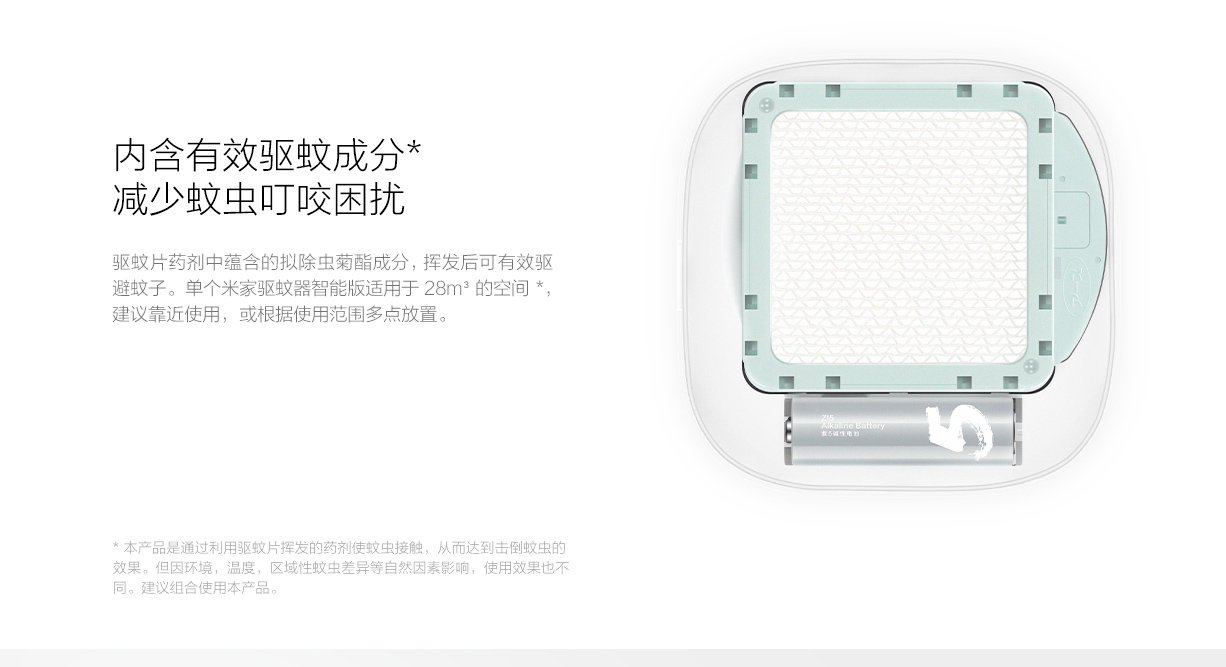 内含有效驱蚊成分*
减少蚊虫叮咬困扰
驱蚊片药剂中蕴含的拟除虫菊酯成分，挥发后可有效驱
避蚊子。单个米家驱蚊器智能版适用于 28m³ 的空间 *，
建议靠近使用，或根据使用范围多点放置。
ZI5
Alkaline Battery
紫5碱性电池
5
* 本产品是通过利用驱蚊片挥发的药剂使蚊虫接触，从而达到击倒蚊虫的
效果。但因环境，温度，区域性蚊虫差异等自然因素影响，使用效果也不
同。建议组合使用本产品。